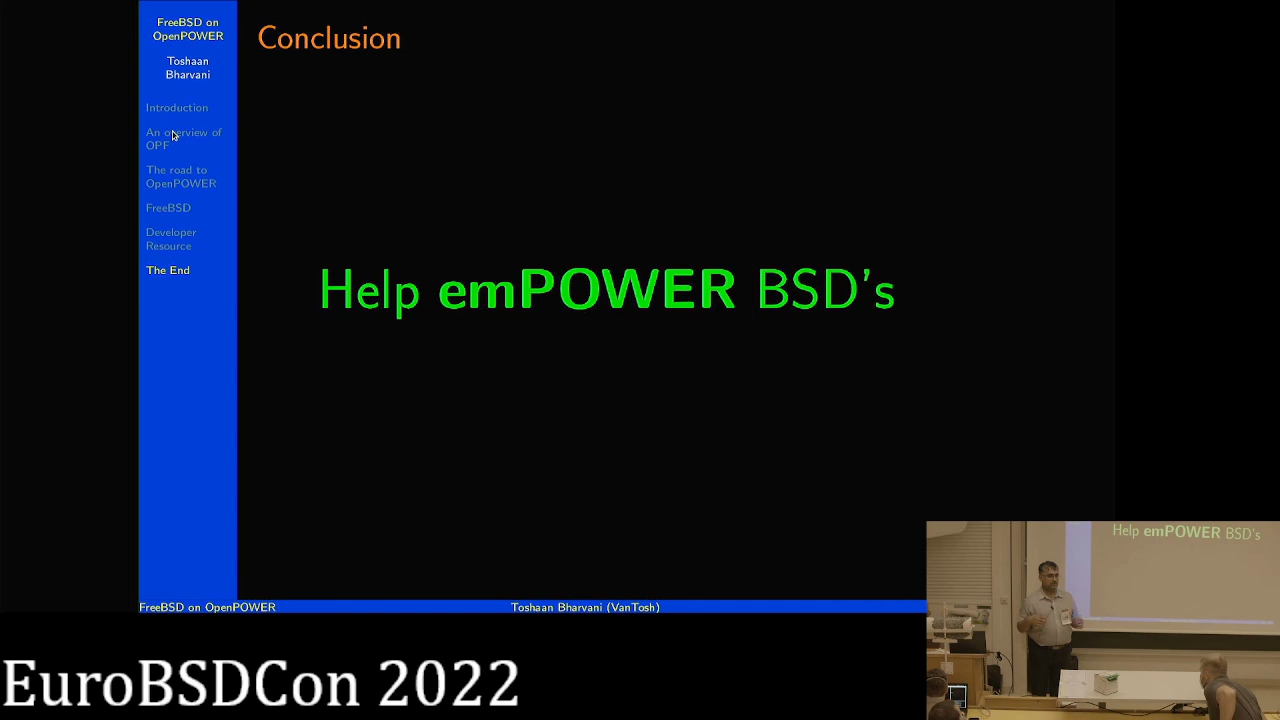 FreeBSD on
OpenPOWER
Toshaan
Bharvani
Introduction
An overview of
OPF
The road to
OpenPOWER
FreeBSD
Developer
Resource
The End
Conclusion
Help emPOWER BSD's
FreeBSD on OpenPOWER
Toshaan Bharvani (VanTosh)
Help emPOWER BSD's
EuroBSDCon 2022